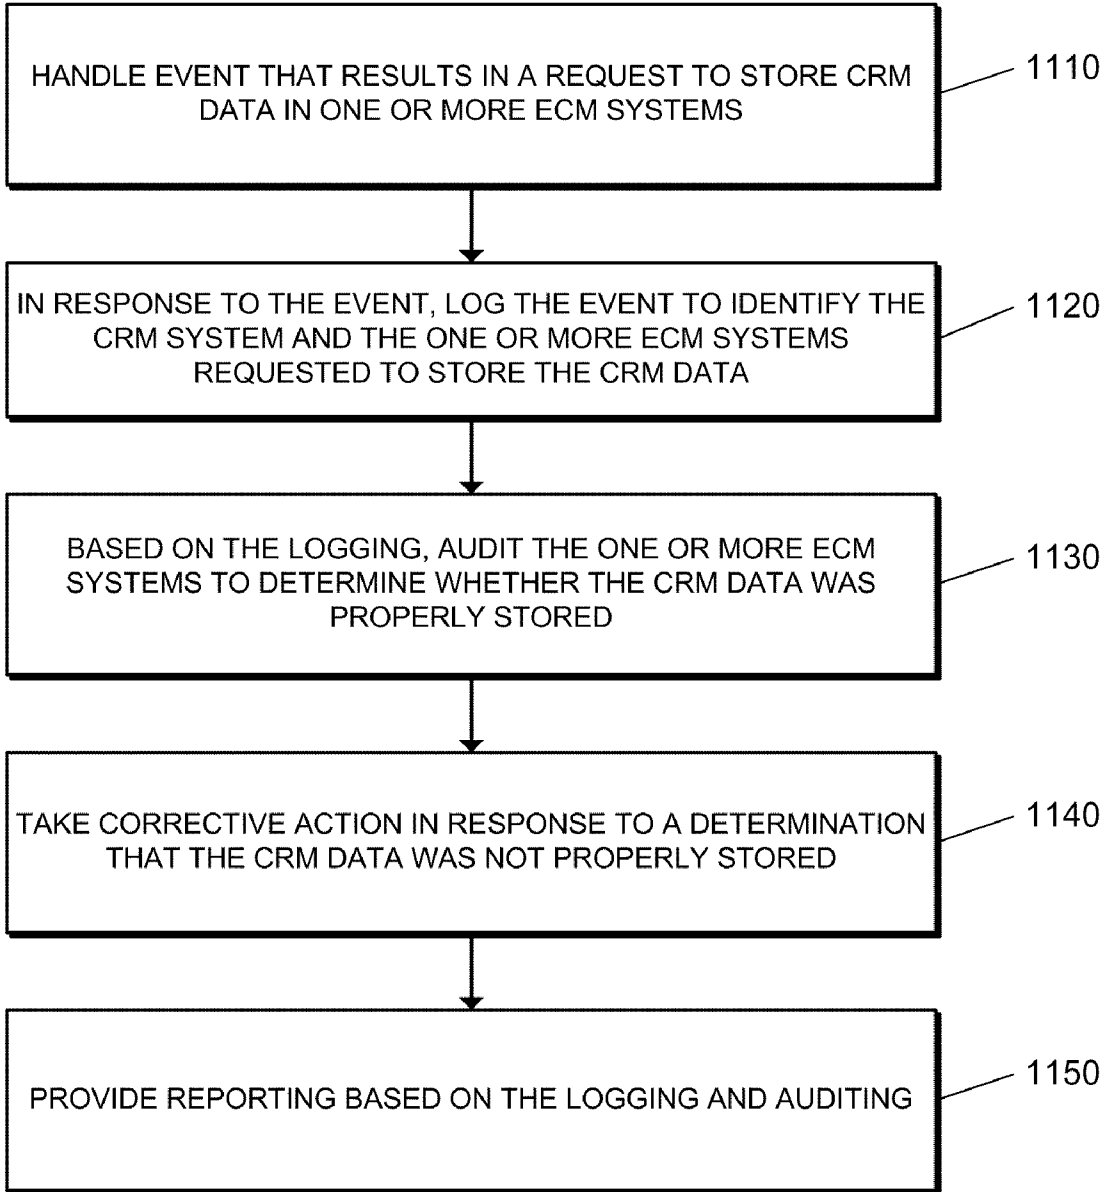 HANDLE EVENT THAT RESULTS IN A REQUEST TO STORE CRM
DATA IN ONE OR MORE ECM SYSTEMS
1110
IN RESPONSE TO THE EVENT, LOG THE EVENT TO IDENTIFY THE
CRM SYSTEM AND THE ONE OR MORE ECM SYSTEMS
REQUESTED TO STORE THE CRM DATA
1120
BASED ON THE LOGGING, AUDIT THE ONE OR MORE ECM
SYSTEMS TO DETERMINE WHETHER THE CRM DATA WAS
PROPERLY STORED
1130
TAKE CORRECTIVE ACTION IN RESPONSE TO A DETERMINATION
THAT THE CRM DATA WAS NOT PROPERLY STORED
1140
PROVIDE REPORTING BASED ON THE LOGGING AND AUDITING
1150